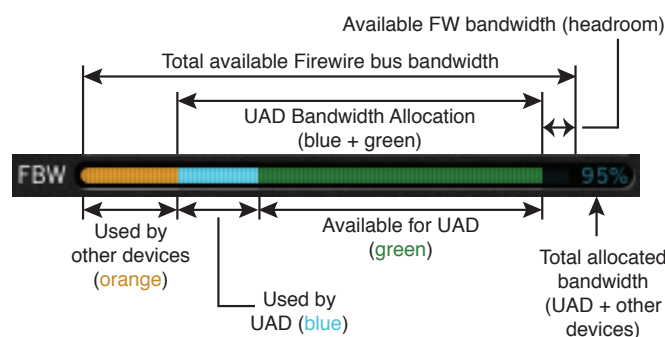 Available FW bandwidth (headroom)
Total available Firewire bus bandwidth
UAD Bandwidth Allocation
(blue + green)
FBW
95%
Used by
other devices
(orange)
Available for UAD
(green)
Used by
UAD (blue)
Total allocated
bandwidth
(UAD + other
devices)